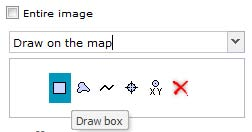 Entire image
Draw on the map
XY
Draw box